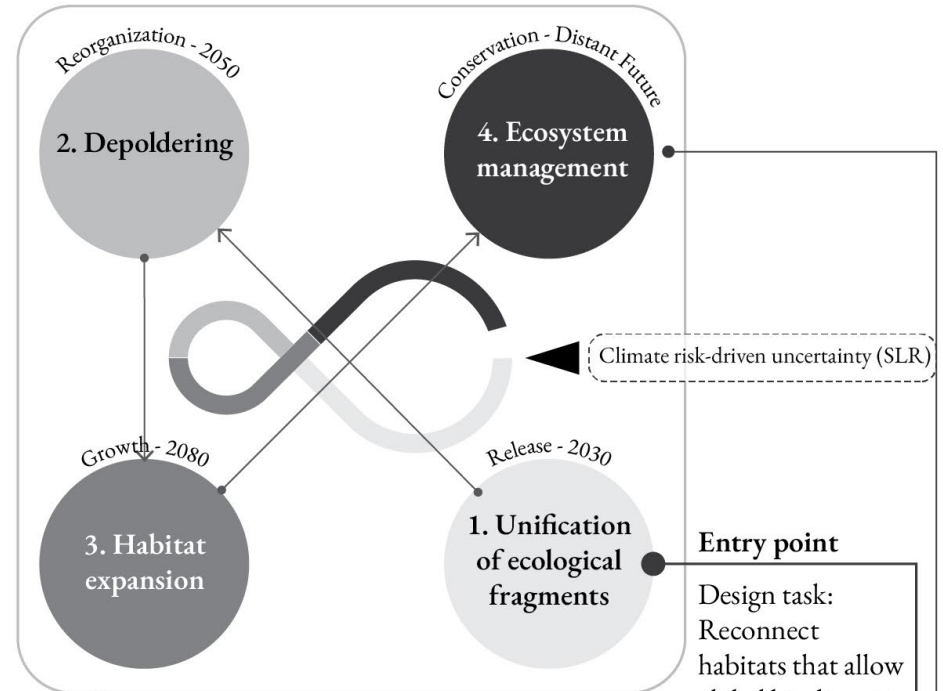 Reorganization - 2050
2. Depoldering
Conservation - Distant Future
4. Ecosystem
management
Climate risk-driven uncertainty (SLR)
Growth - 2080
3. Habitat
expansion
Release - 2030
1. Unification
of ecological
fragments
Entry point
Design task:
Reconnect
habitats that allow